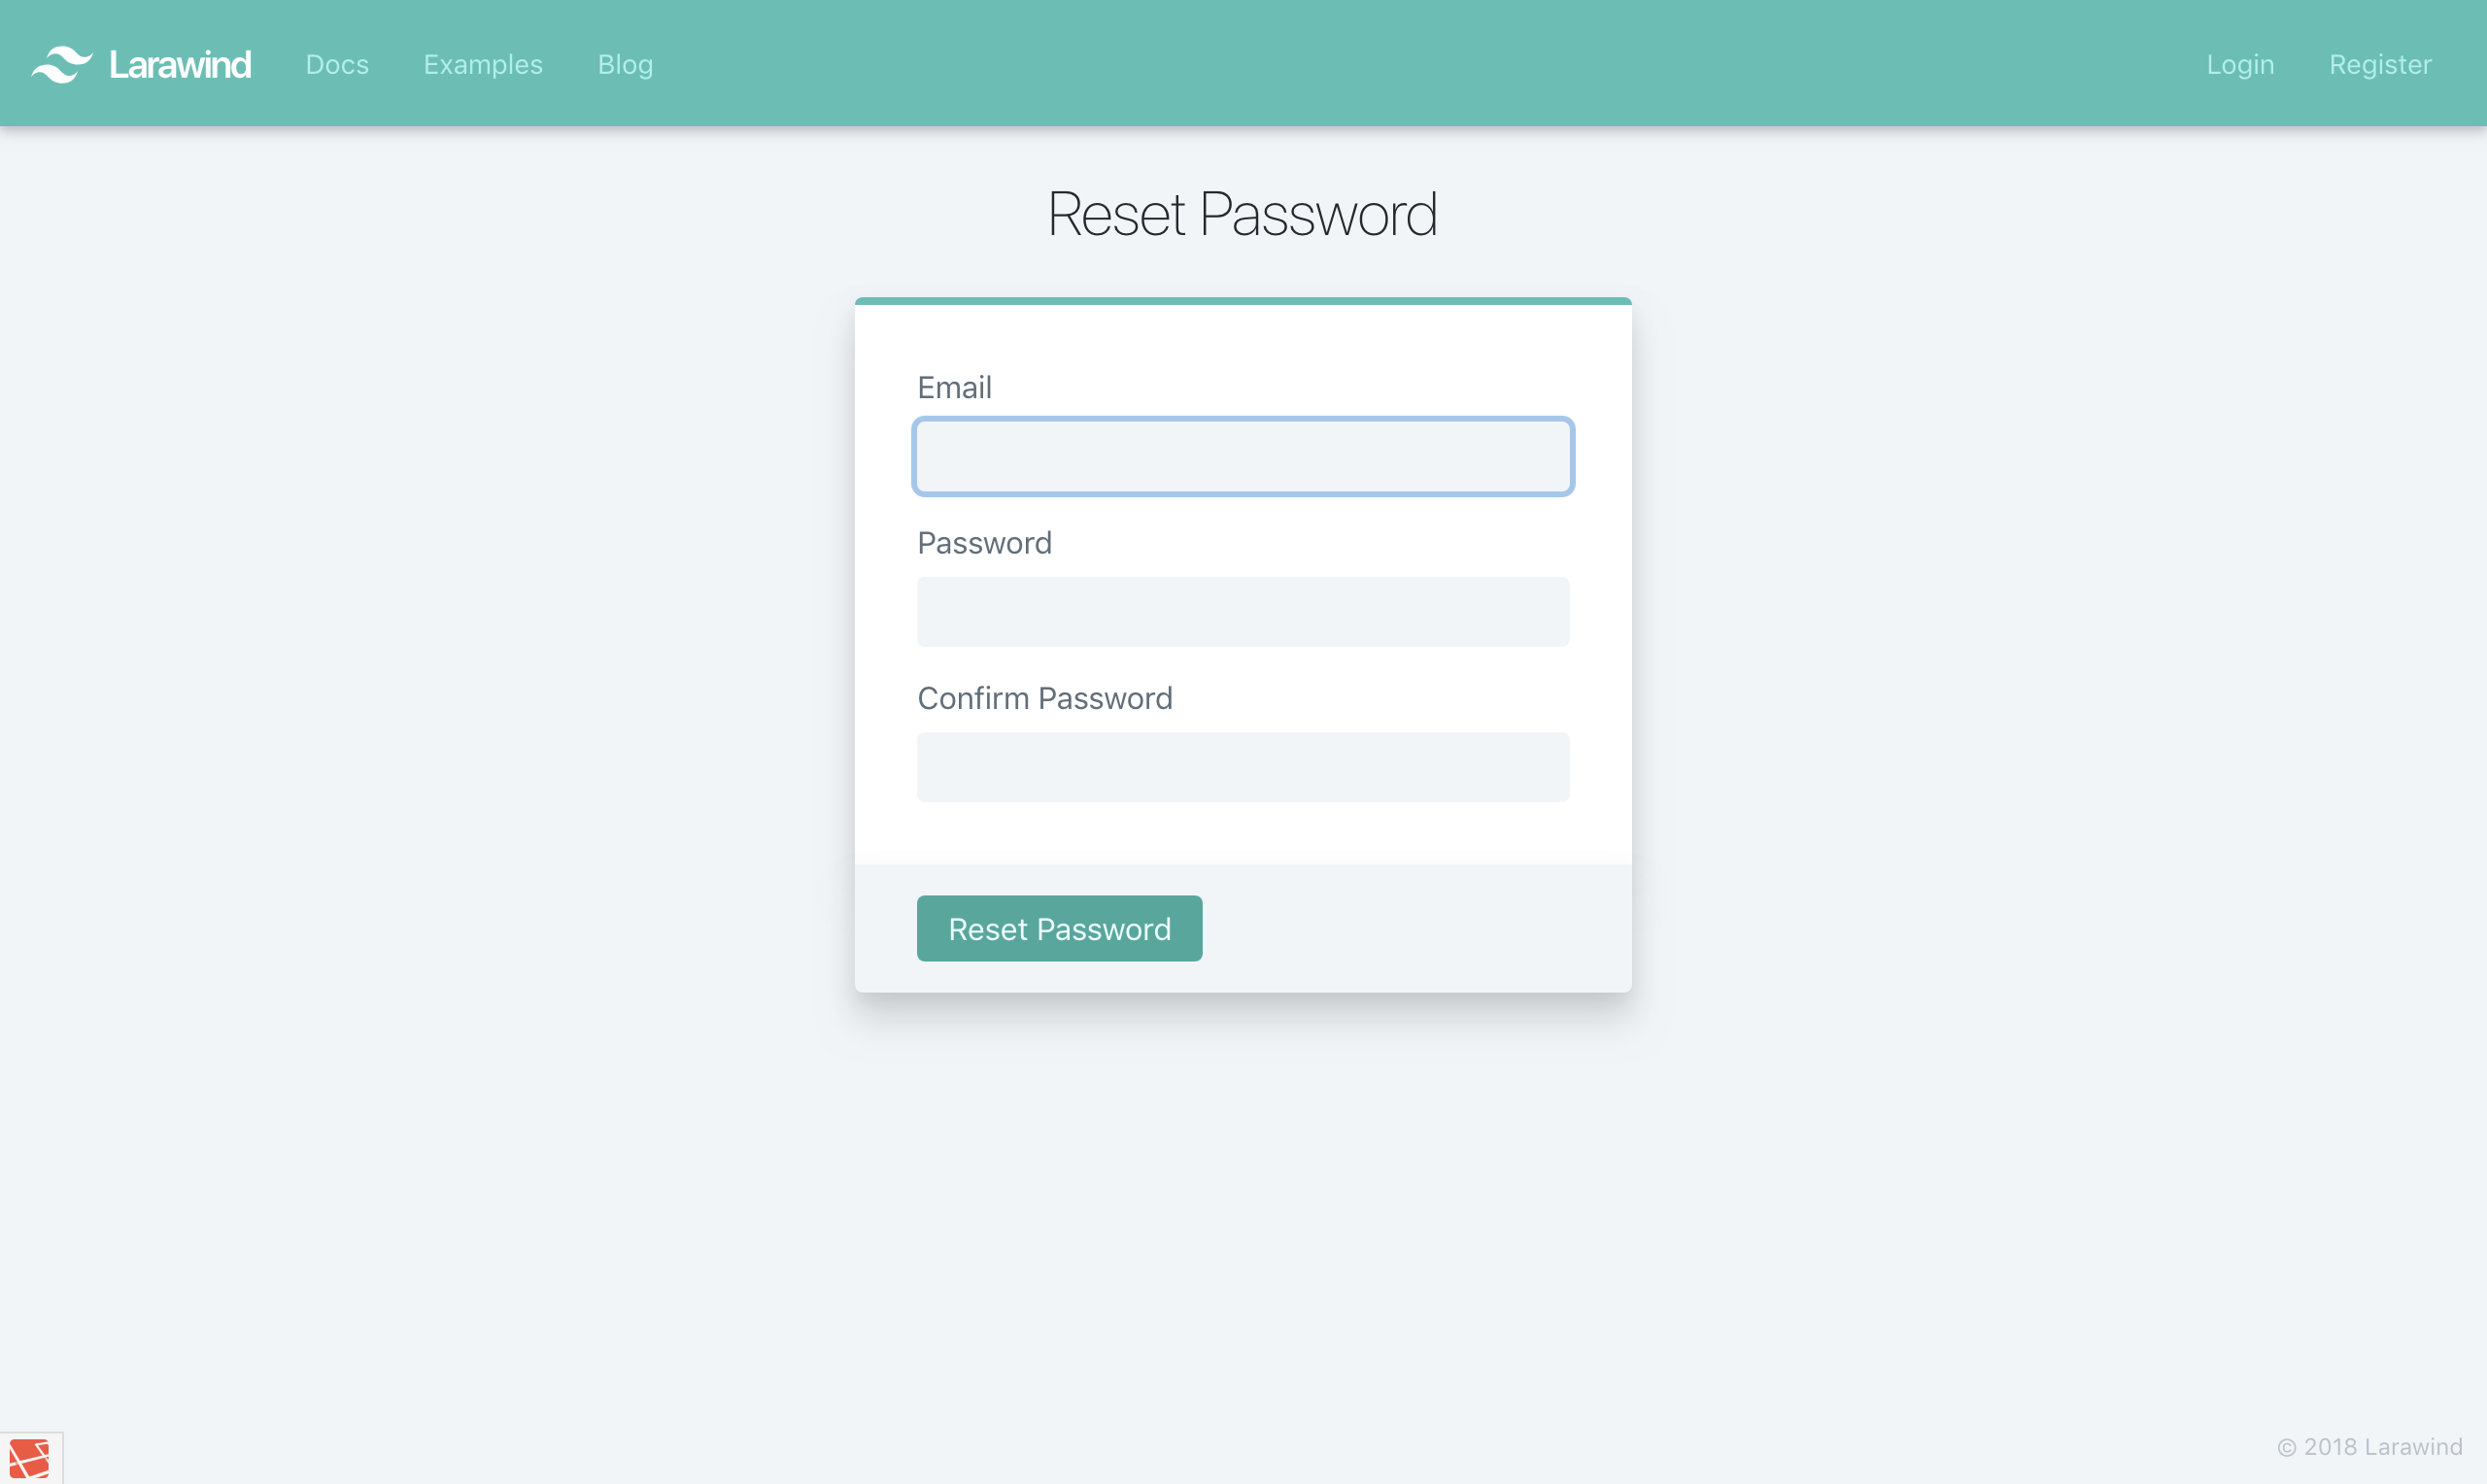 Larawind Docs Examples Blog Login Register
Reset Password
Email
Password
Confirm Password
Reset Password
© 2018 Larawind